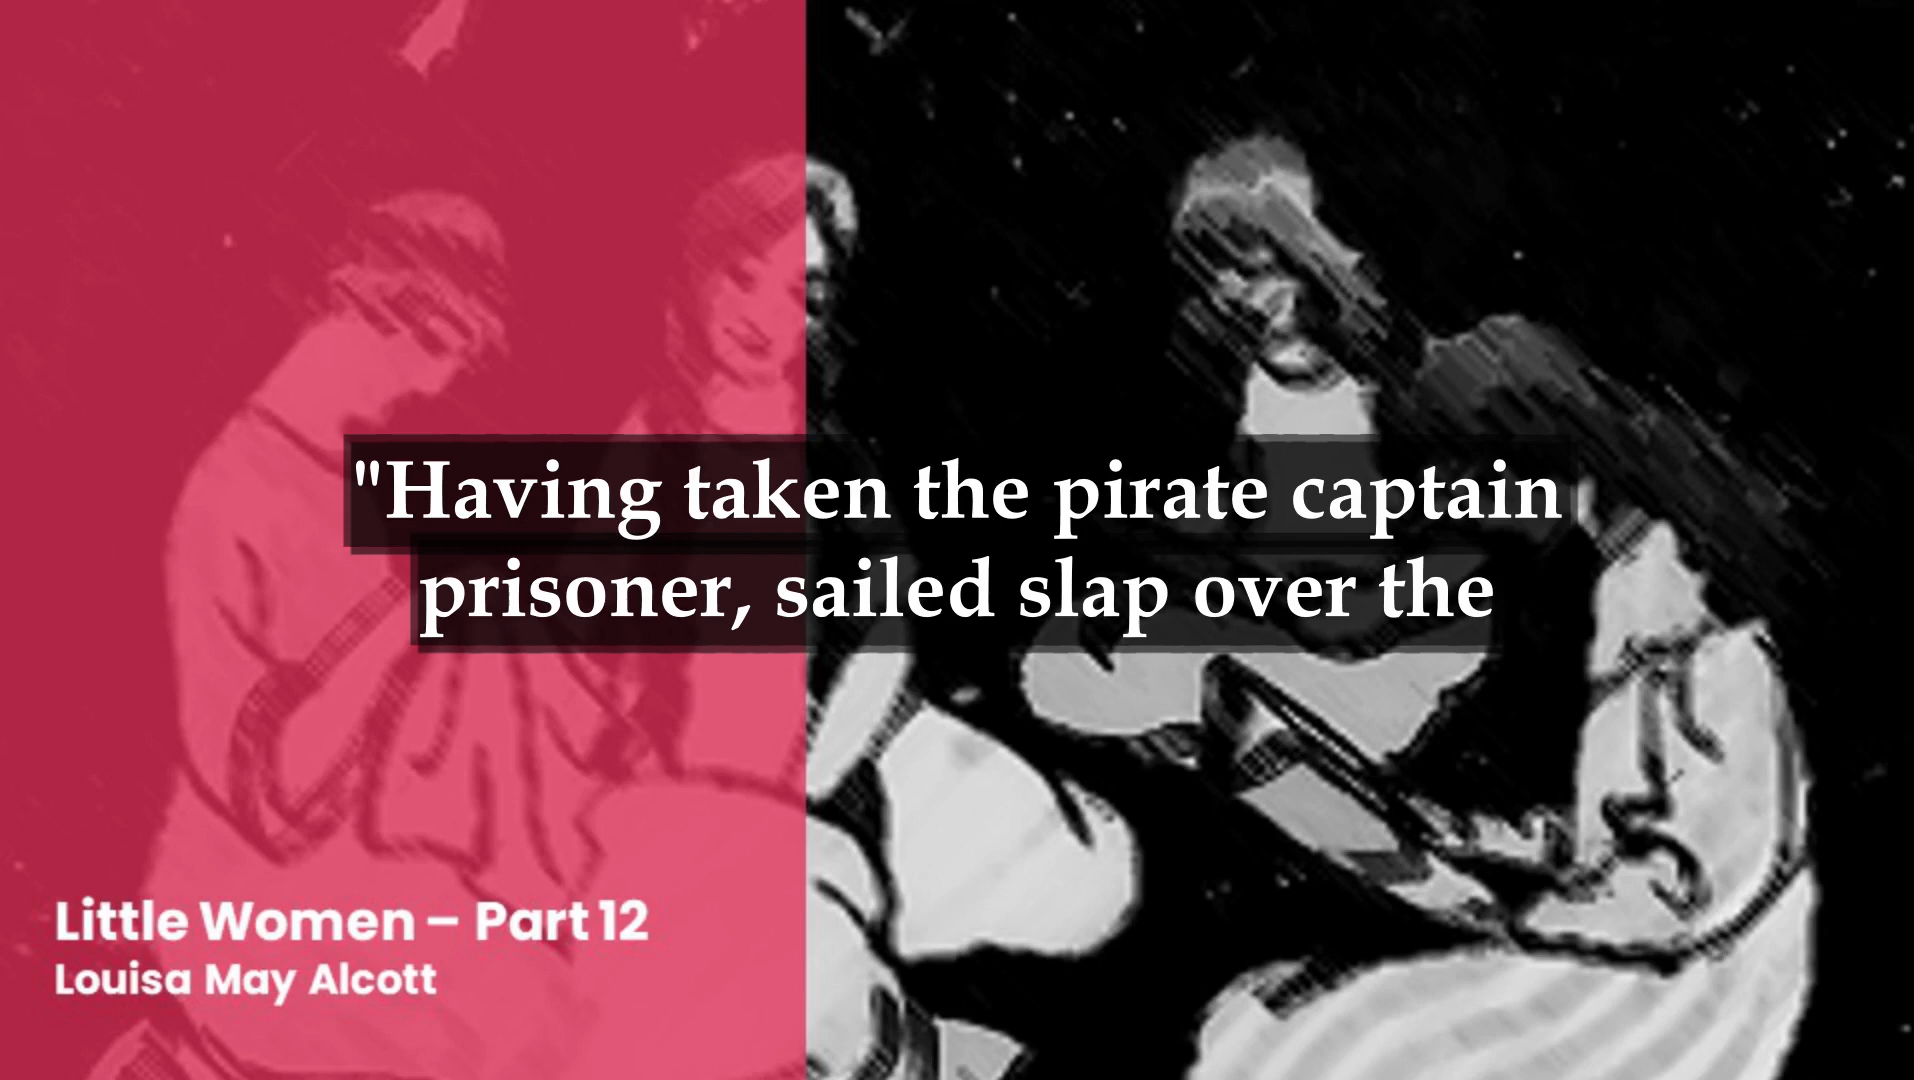 "Having taken the pirate captain
prisoner, sailed slap over the
Little Women – Part 12
Louisa May Alcott